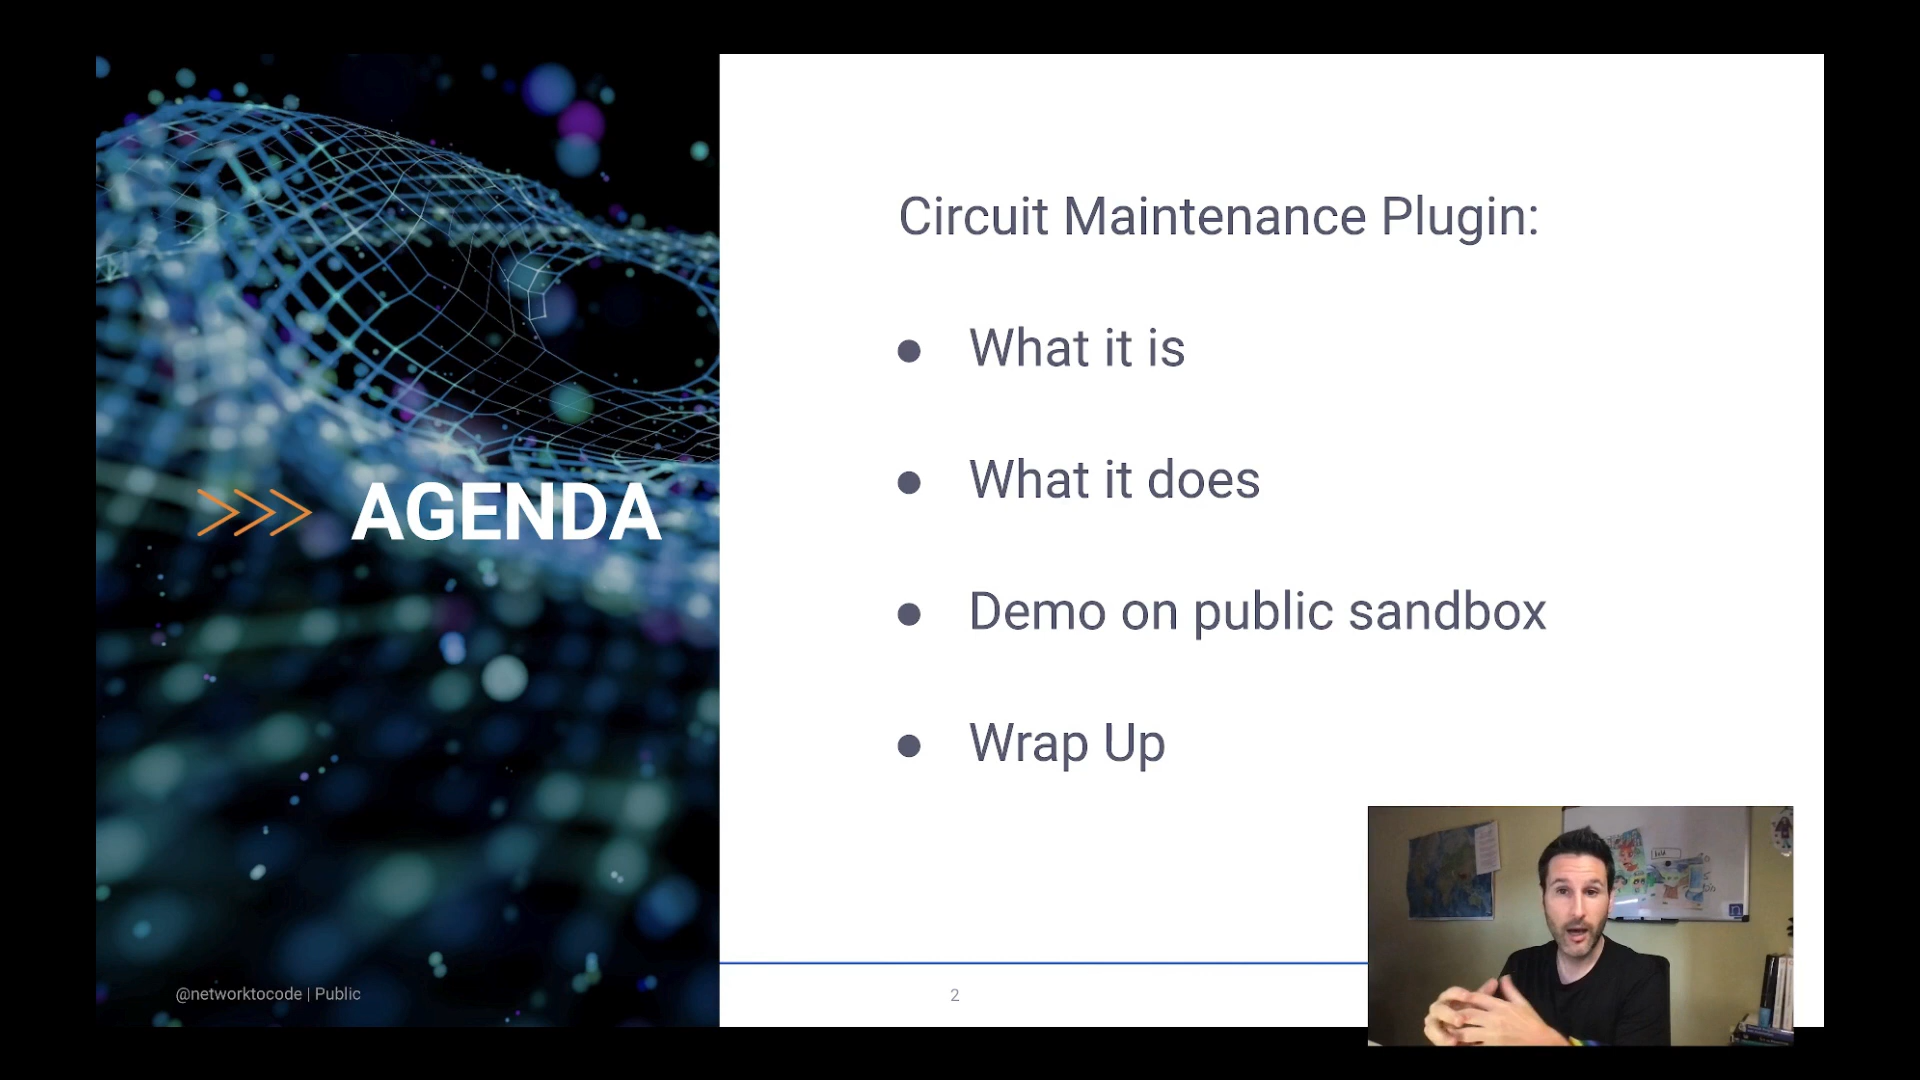 AGENDA
Circuit Maintenance Plugin:
● What it is
● What it does
● Demo on public sandbox
● Wrap Up
@networktocode | Public
2